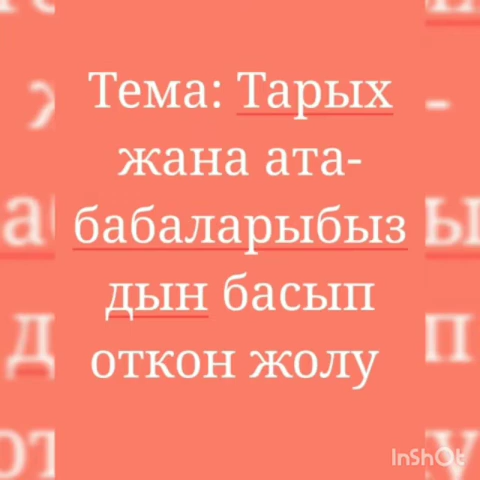 Тема: Тарых
жана ата-
бабаларыбыз
дын басып
откон жолу
InShOt